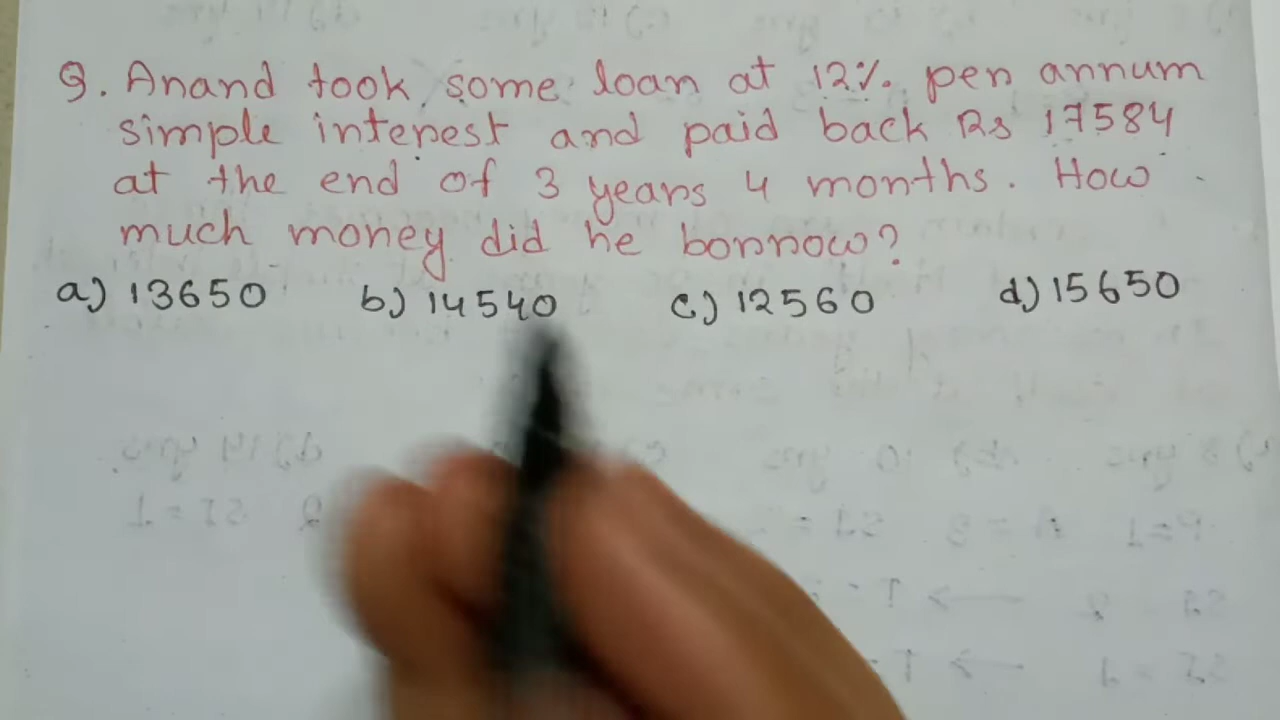 Q. Anand took some loan at 12% per annum
simple interest and paid back Rs 17584
at the end of 3 years 4 months. How
much money did he borrow?
a) 13650 b) 14540 c) 12560 d) 15650